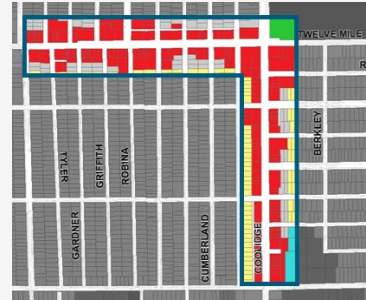 TWELVE MILE
R
BERKLEY
TYLER
GRIFFITH
ROBINA
GARDNER
CUMBERLAND
COOLIDGE